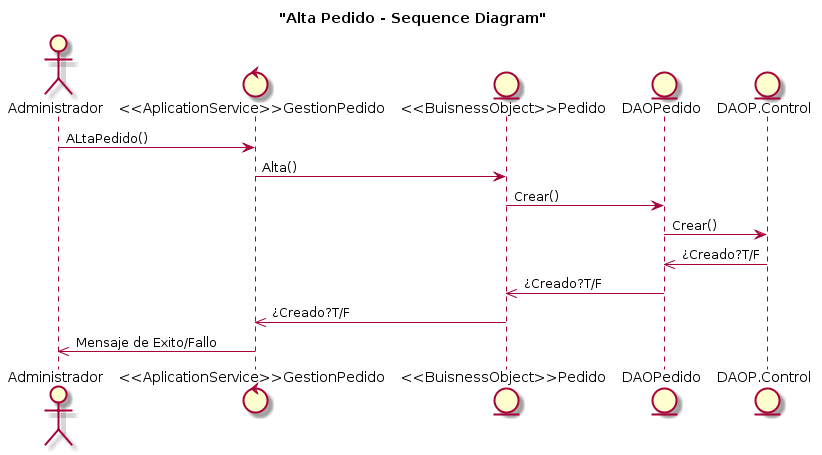 "Alta Pedido - Sequence Diagram"
Administrador <<AplicationService>>GestionPedido <<BuisnessObject>>Pedido DAOPedido DAOP.Control
ALtaPedido()
Alta()
Crear()
Crear()
¿Creado?T/F
¿Creado?T/F
¿Creado?T/F
Mensaje de Exito/Fallo
Administrador <<AplicationService>>GestionPedido <<BuisnessObject>>Pedido DAOPedido DAOP.Control